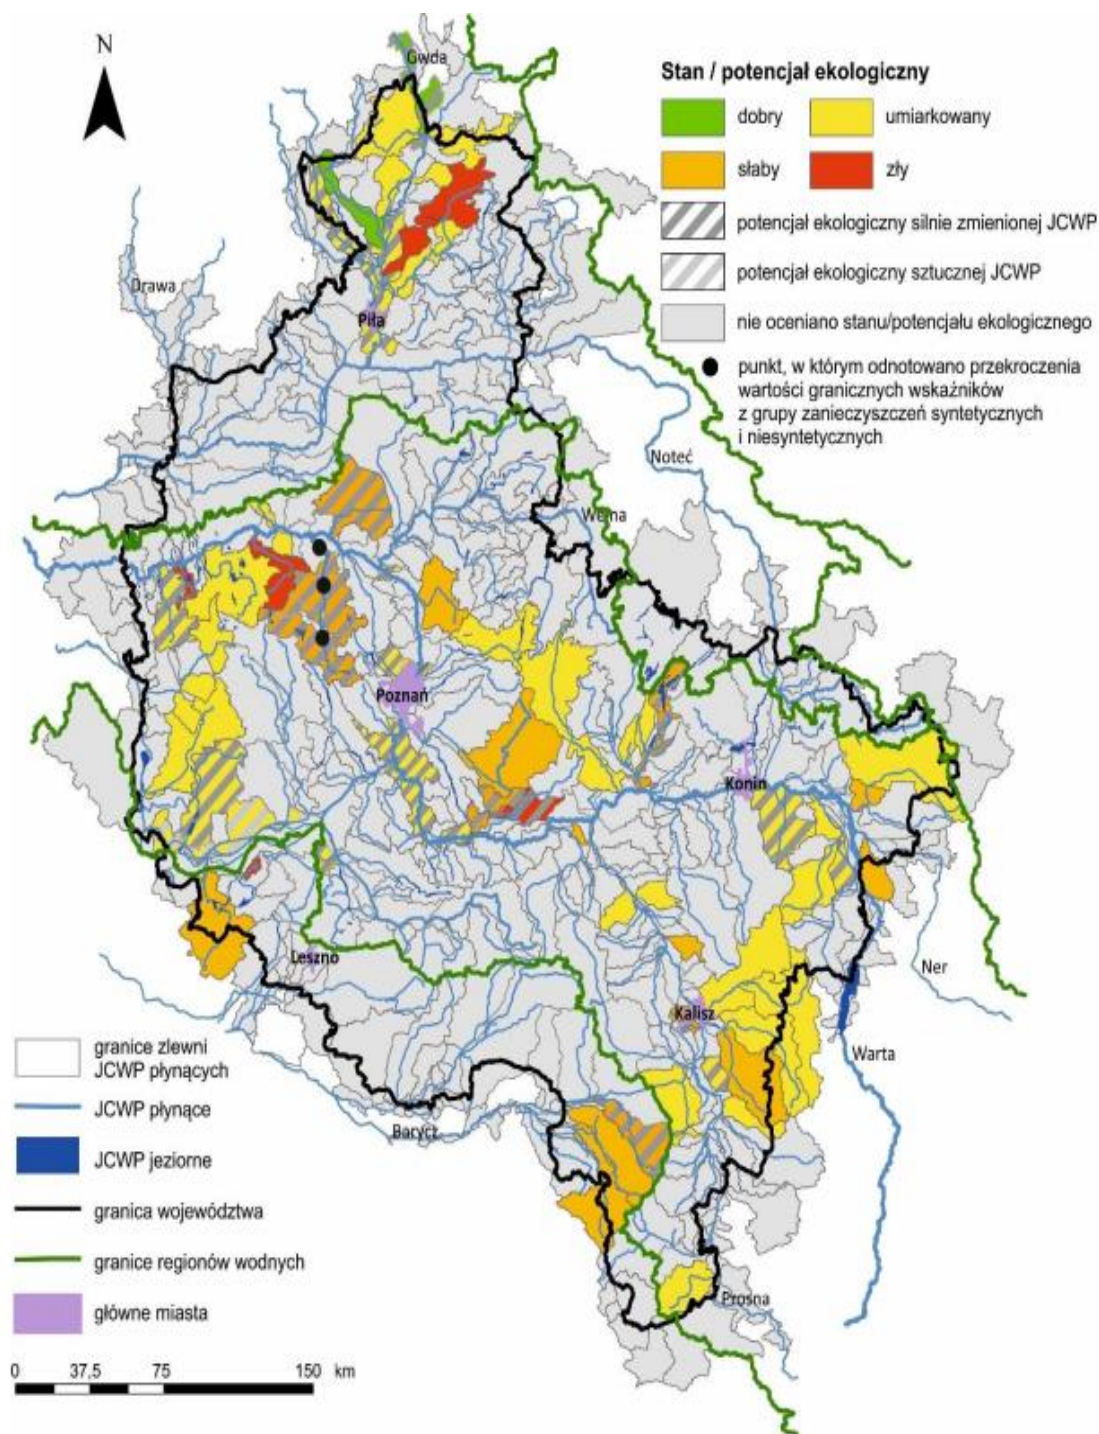 N
Gwda
Stan / potencjał ekologiczny
dobry
umiarkowany
słaby
zły
potencjał ekologiczny silnie zmienionej JCWP
potencjał ekologiczny sztucznej JCWP
nie oceniano stanu/potencjału ekologicznego
punkt, w którym odnotowano przekroczenia
wartości granicznych wskaźników
z grupy zanieczyszczeń syntetycznych
i niesyntetycznych
Drawa
Piła
Noteć
Wełna
Poznań
Konin
Leszno
Ner
Kalisz
Warta
Barycz
Prosna
granice zlewni
JCWP płynących
JCWP płynące
JCWP jeziorne
granica województwa
granice regionów wodnych
główne miasta
0 37,5 75 150 km